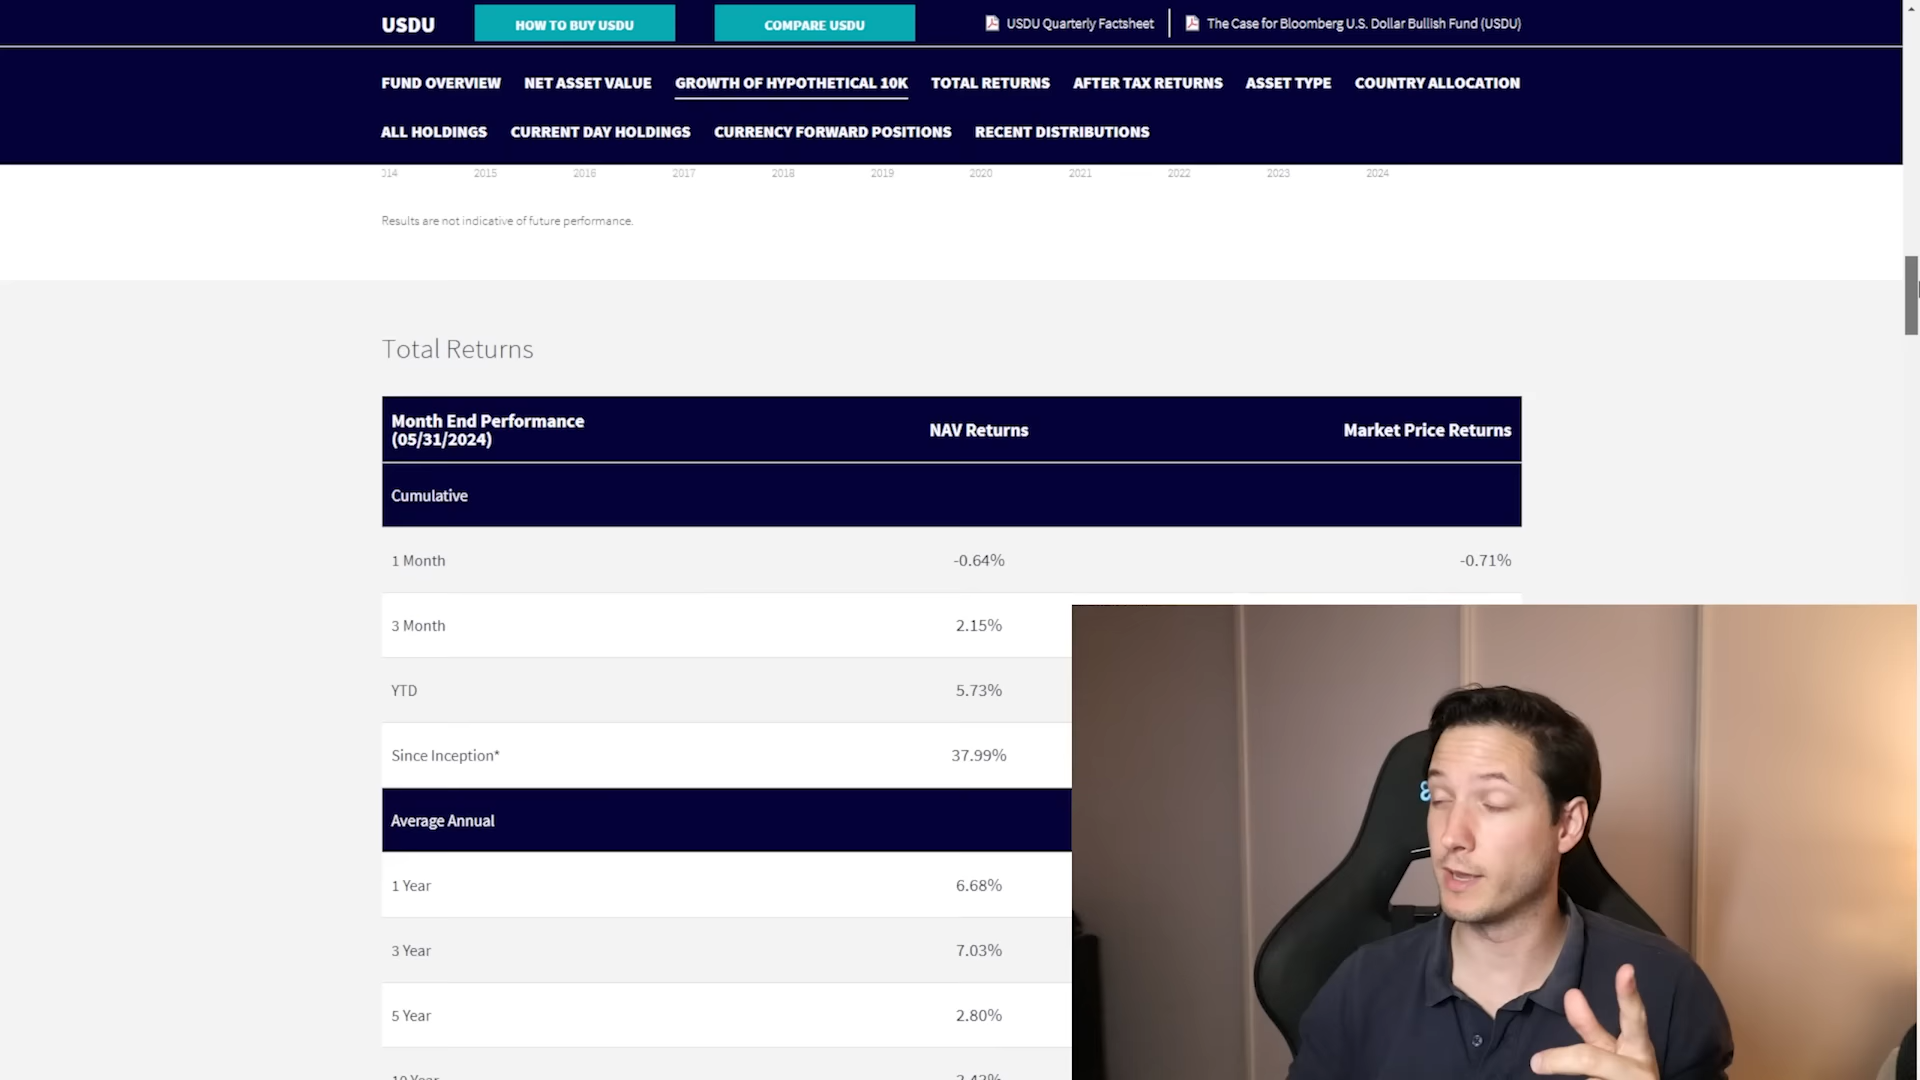 USDU
HOW TO BUY USDU
COMPARE USDU
USDU Quarterly Factsheet
The Case for Bloomberg U.S. Dollar Bullish Fund (USDU)
FUND OVERVIEW NET ASSET VALUE GROWTH OF HYPOTHETICAL 10K TOTAL RETURNS AFTER TAX RETURNS ASSET TYPE COUNTRY ALLOCATION
ALL HOLDINGS CURRENT DAY HOLDINGS CURRENCY FORWARD POSITIONS RECENT DISTRIBUTIONS
014 2015 2016 2017 2018 2019 2020 2021 2022 2023 2024
Results are not indicative of future performance.
Total Returns
Month End Performance
(05/31/2024)
NAV Returns
Market Price Returns
Cumulative
1 Month -0.64% -0.71%
3 Month 2.15%
YTD 5.73%
Since Inception* 37.99%
Average Annual
1 Year 6.68%
3 Year 7.03%
5 Year 2.80%